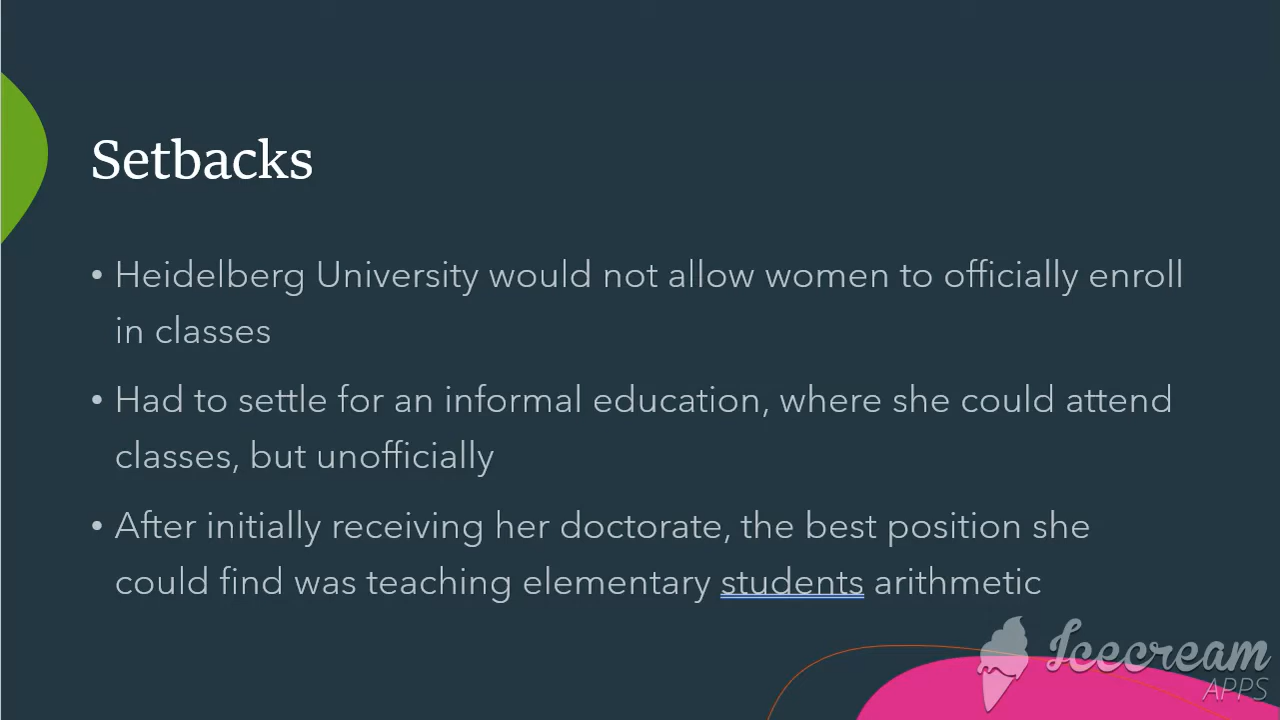 Setbacks
• Heidelberg University would not allow women to officially enroll
in classes
• Had to settle for an informal education, where she could attend
classes, but unofficially
• After initially receiving her doctorate, the best position she
could find was teaching elementary students arithmetic
Icecream
APPS